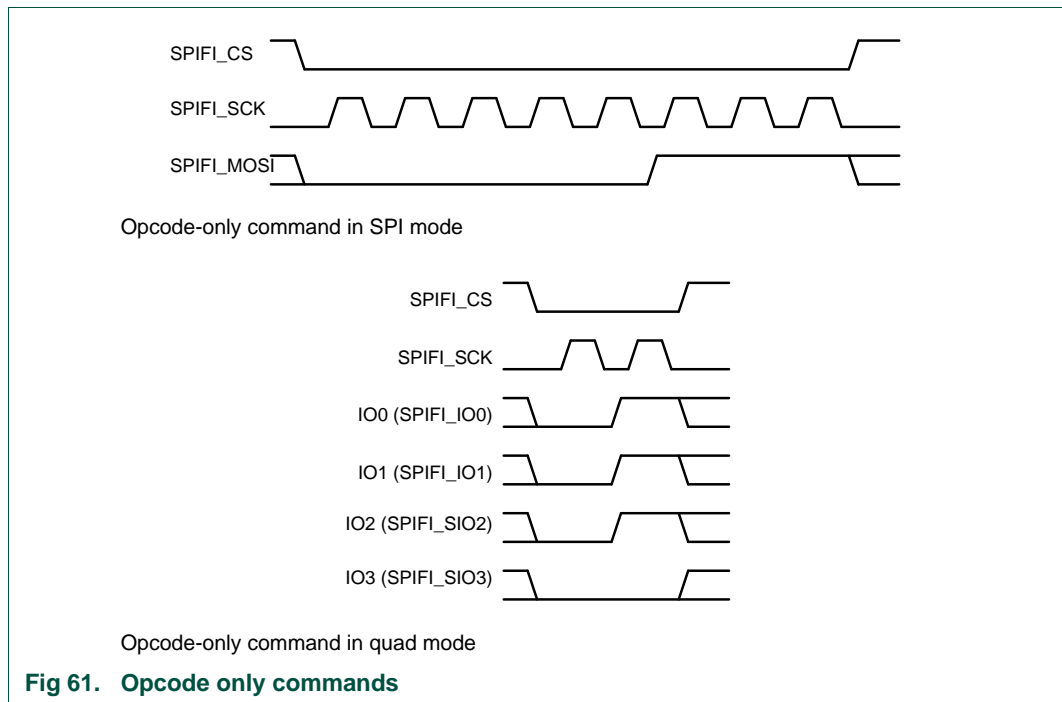 SPIFI_CS
SPIFI_SCK
SPIFI_MOSI
Opcode-only command in SPI mode
SPIFI_CS
SPIFI_SCK
IO0 (SPIFI_IO0)
IO1 (SPIFI_IO1)
IO2 (SPIFI_SIO2)
IO3 (SPIFI_SIO3)
Opcode-only command in quad mode
Fig 61. Opcode only commands